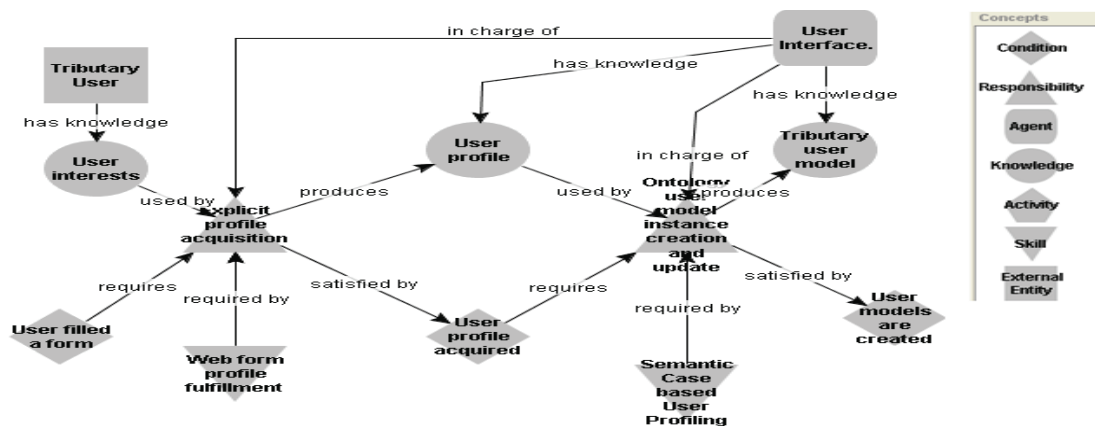 Concepts
in charge of
User
Interface.
Condition
Tributary
User
has knowledge
Responsibility
has knowledge
has knowledge
Agent
User
interests
User
profile
Tributary
user
model
in charge of
Knowledge
used by
produces
used by
Ontology
user
model
instance
creation
and
update
produces
Activity
Explicit
profile
acquisition
requires
required by
satisfied by
requires
required by
satisfied by
Skill
External
Entity
User filled
a form
Web form
profile
fulfillment
User
profile
acquired
Semantic
Case
based
User
Profiling
User
models
are
created